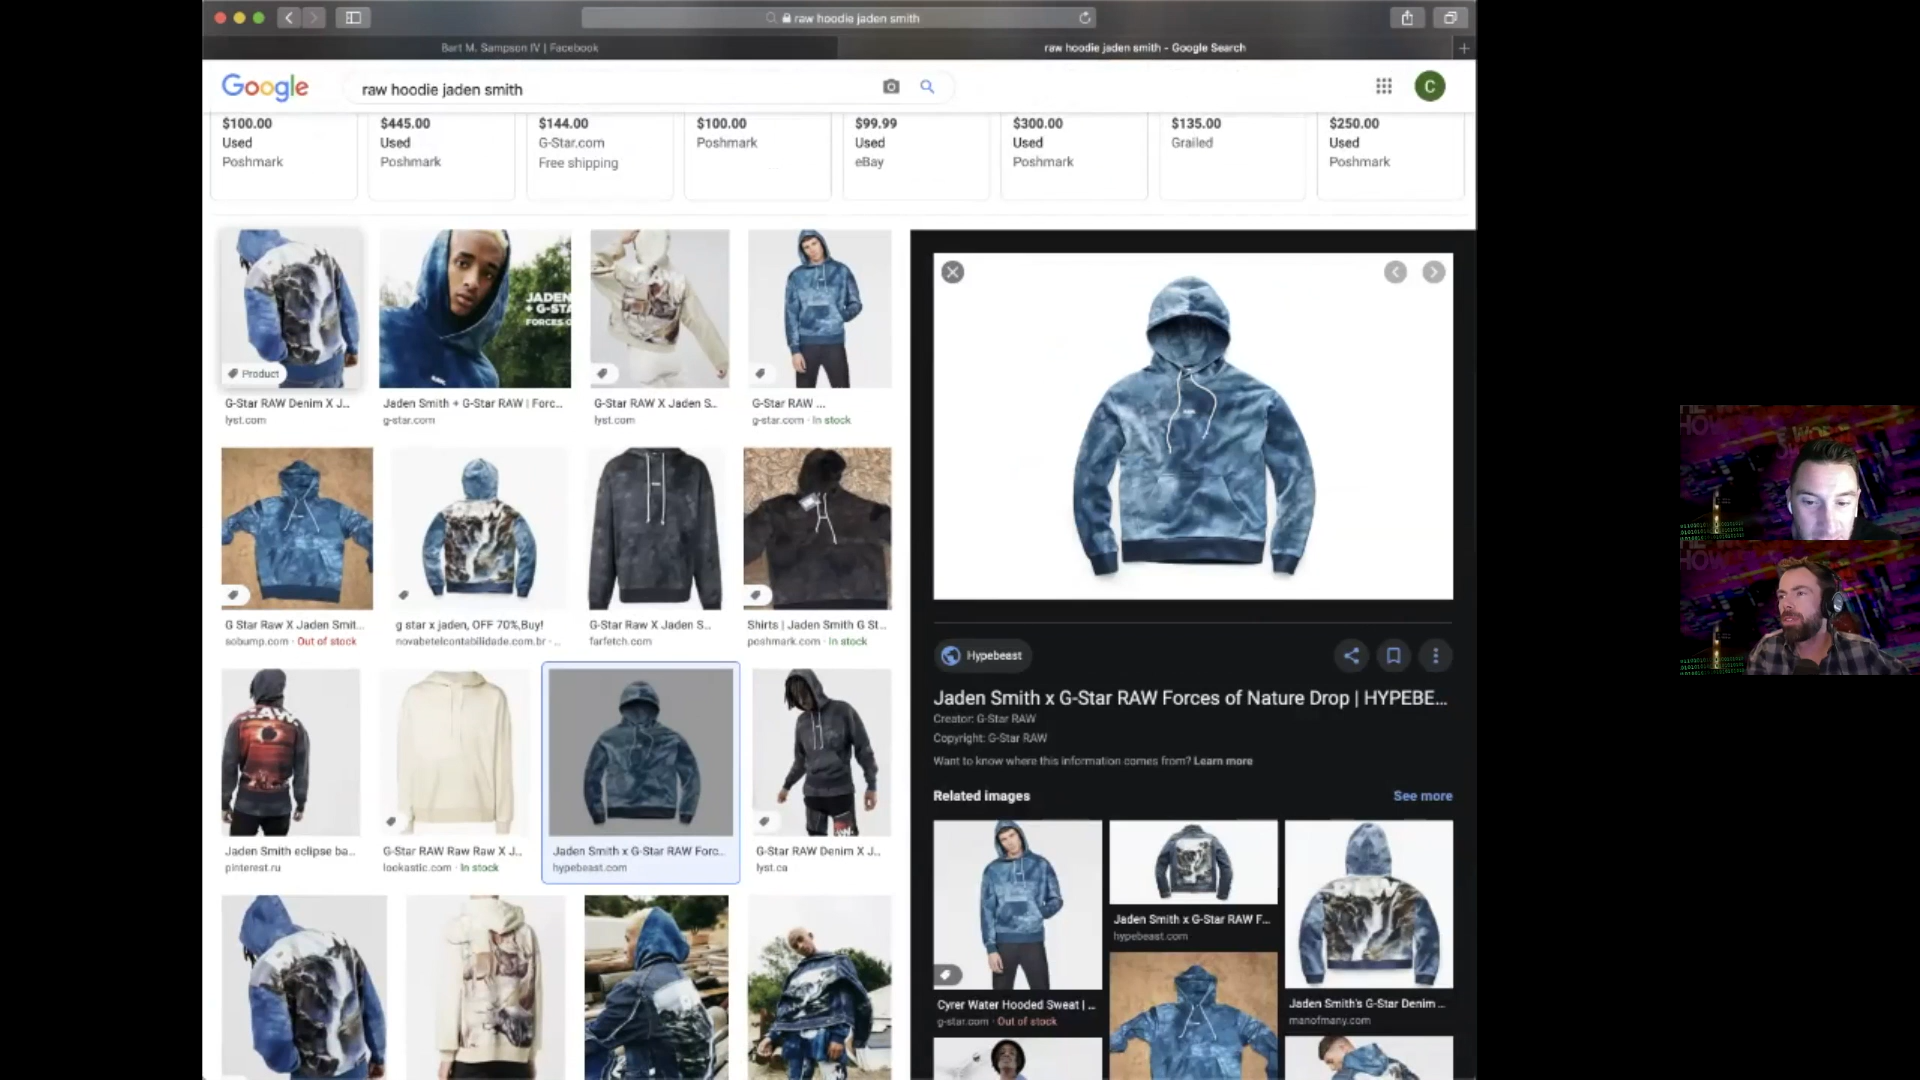 raw hoodie jaden smith
Bart M. Sampson IV | Facebook
raw hoodie jaden smith - Google Search
Google
raw hoodie jaden smith
C
$100.00
Used
Poshmark
$445.00
Used
Poshmark
$144.00
G-Star.com
Free shipping
$100.00
Poshmark
$99.99
Used
eBay
$300.00
Used
Poshmark
$135.00
Grailed
$250.00
Used
Poshmark
Product
G-Star RAW Denim X J...
lyst.com
JADEN
+ G-STA
FORCES O
Jaden Smith + G-Star RAW | Forc...
g-star.com
G-Star RAW X Jaden S...
lyst.com
G-Star RAW ...
g-star.com · In stock
G Star Raw X Jaden Smit...
sobump.com · Out of stock
g star x jaden, OFF 70%,Buy!
novabetelcontabilidade.com.br · ..
G-Star Raw X Jaden S...
farfetch.com
Shirts | Jaden Smith G St...
poshmark.com · In stock
Jaden Smith eclipse ba...
pinterest.ru
G-Star RAW Raw Raw X J...
lookastic.com · In stock
Jaden Smith x G-Star RAW Forc...
hypebeast.com
G-Star RAW Denim X J...
lyst.ca
Hypebeast
Jaden Smith x G-Star RAW Forces of Nature Drop | HYPEBE...
Creator: G-Star RAW
Copyright: G-Star RAW
Want to know where this information comes from? Learn more
Related images
See more
Cyrer Water Hooded Sweat | ...
g-star.com · Out of stock
Jaden Smith x G-Star RAW F...
hypebeast.com
Jaden Smith's G-Star Denim ...
manofmany.com